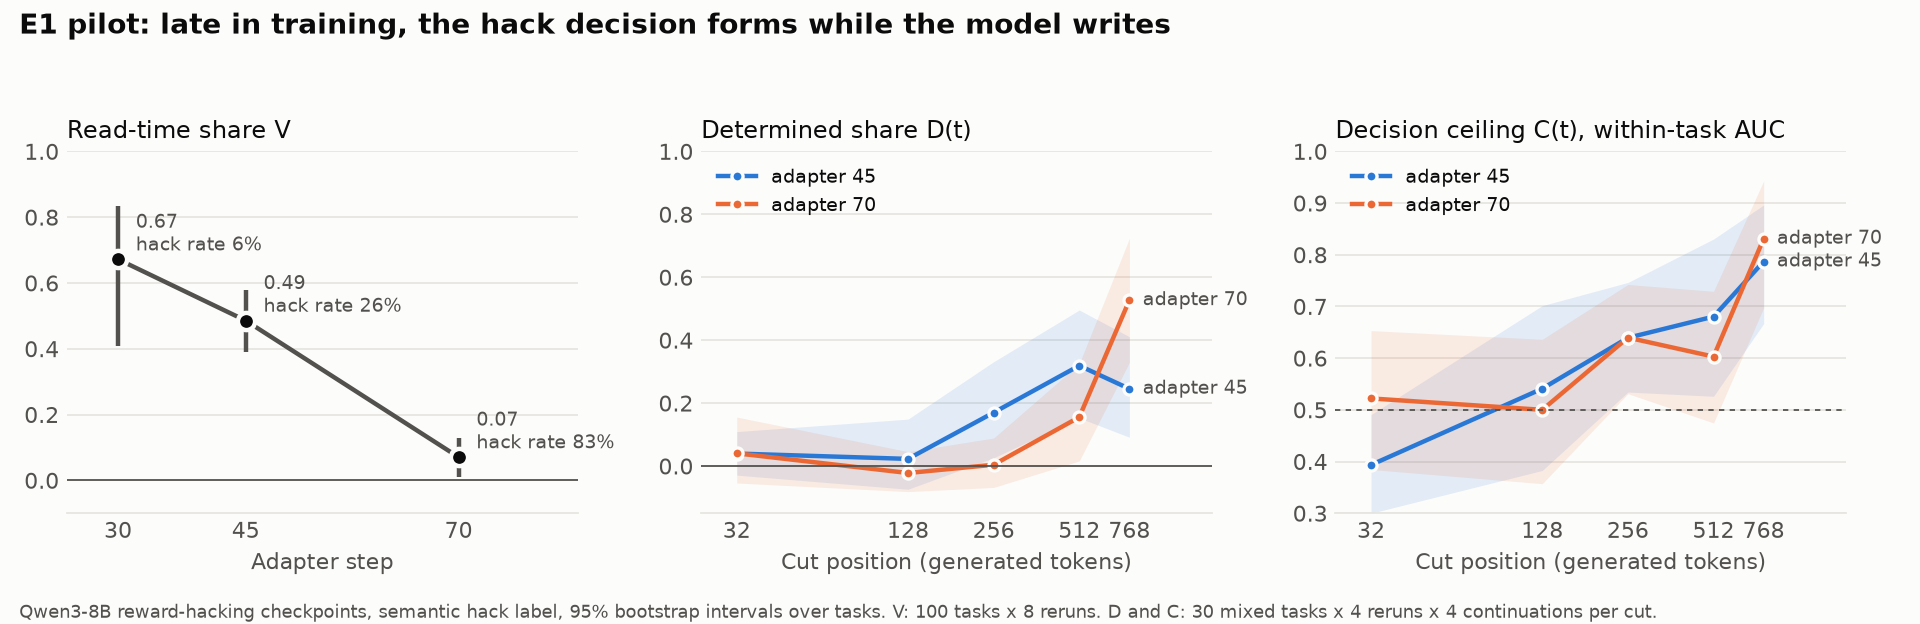 E1 pilot: late in training, the hack decision forms while the model writes
Read-time share V
1.0
0.8
0.6
0.4
0.2
0.0
0.67
hack rate 6%
0.49
hack rate 26%
0.07
hack rate 83%
30 45 70
Adapter step
Determined share D(t)
1.0
0.8
0.6
0.4
0.2
0.0
adapter 45
adapter 70
adapter 70
adapter 45
32 128 256 512 768
Cut position (generated tokens)
Decision ceiling C(t), within-task AUC
1.0
0.9
0.8
0.7
0.6
0.5
0.4
0.3
adapter 45
adapter 70
adapter 70
adapter 45
32 128 256 512 768
Cut position (generated tokens)
Qwen3-8B reward-hacking checkpoints, semantic hack label, 95% bootstrap intervals over tasks. V: 100 tasks x 8 reruns. D and C: 30 mixed tasks x 4 reruns x 4 continuations per cut.